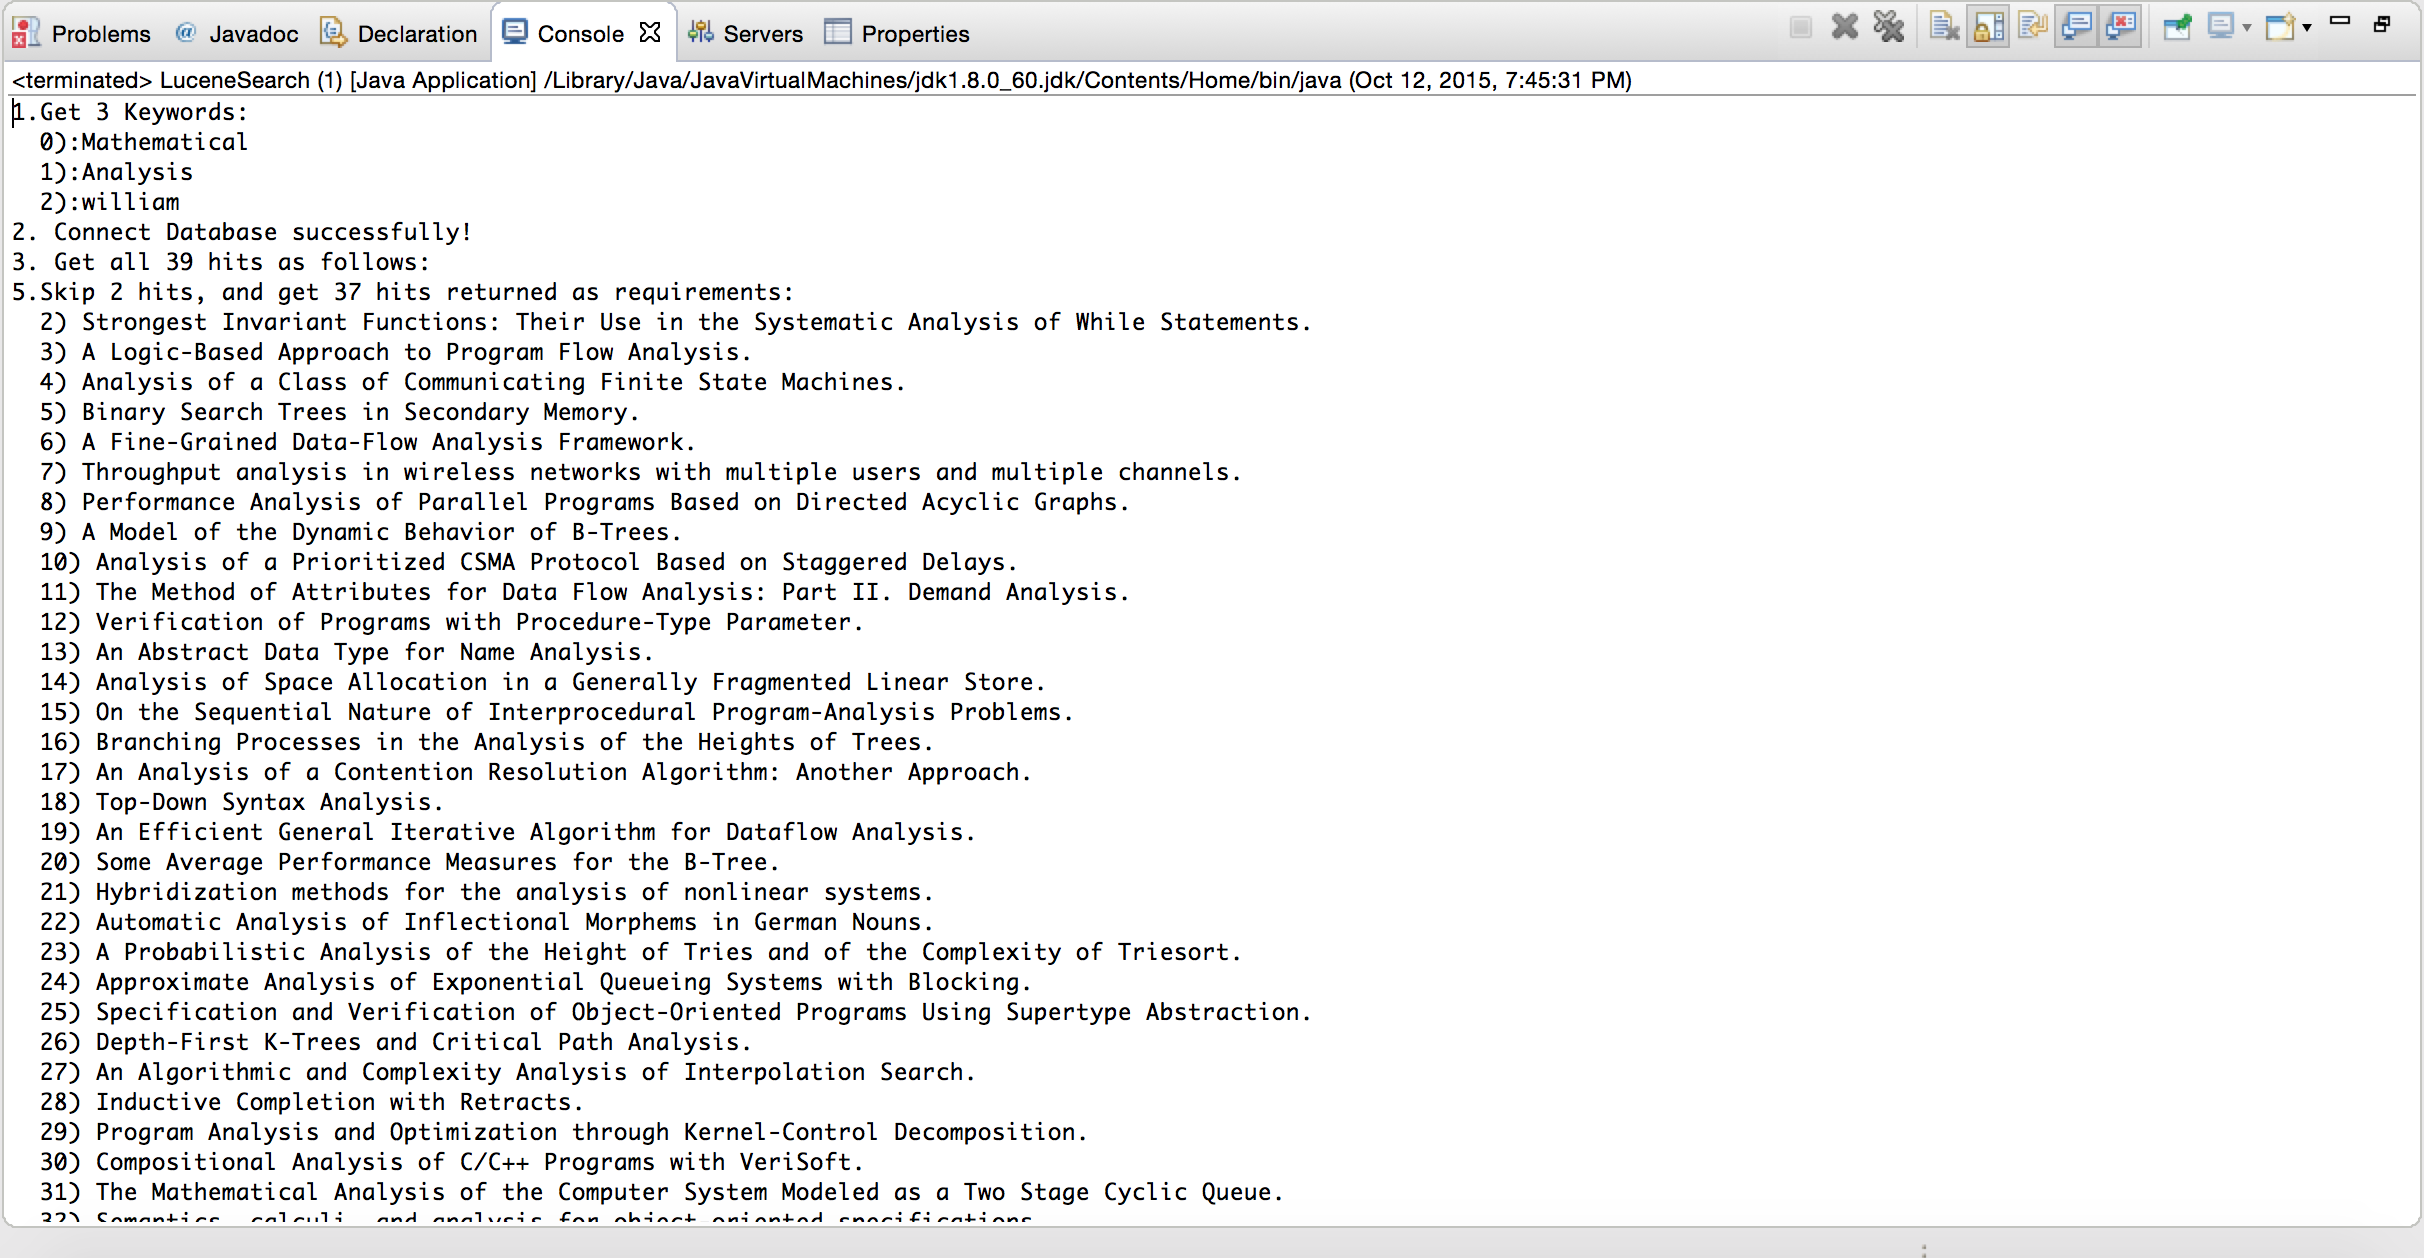 Problems @ Javadoc Declaration Console Servers Properties
<terminated> LuceneSearch (1) [Java Application] /Library/Java/JavaVirtualMachines/jdk1.8.0_60.jdk/Contents/Home/bin/java (Oct 12, 2015, 7:45:31 PM)
1.Get 3 Keywords:
0):Mathematical
1):Analysis
2):william
2. Connect Database successfully!
3. Get all 39 hits as follows:
5.Skip 2 hits, and get 37 hits returned as requirements:
2) Strongest Invariant Functions: Their Use in the Systematic Analysis of While Statements.
3) A Logic-Based Approach to Program Flow Analysis.
4) Analysis of a Class of Communicating Finite State Machines.
5) Binary Search Trees in Secondary Memory.
6) A Fine-Grained Data-Flow Analysis Framework.
7) Throughput analysis in wireless networks with multiple users and multiple channels.
8) Performance Analysis of Parallel Programs Based on Directed Acyclic Graphs.
9) A Model of the Dynamic Behavior of B-Trees.
10) Analysis of a Prioritized CSMA Protocol Based on Staggered Delays.
11) The Method of Attributes for Data Flow Analysis: Part II. Demand Analysis.
12) Verification of Programs with Procedure-Type Parameter.
13) An Abstract Data Type for Name Analysis.
14) Analysis of Space Allocation in a Generally Fragmented Linear Store.
15) On the Sequential Nature of Interprocedural Program-Analysis Problems.
16) Branching Processes in the Analysis of the Heights of Trees.
17) An Analysis of a Contention Resolution Algorithm: Another Approach.
18) Top-Down Syntax Analysis.
19) An Efficient General Iterative Algorithm for Dataflow Analysis.
20) Some Average Performance Measures for the B-Tree.
21) Hybridization methods for the analysis of nonlinear systems.
22) Automatic Analysis of Inflectional Morphems in German Nouns.
23) A Probabilistic Analysis of the Height of Tries and of the Complexity of Triesort.
24) Approximate Analysis of Exponential Queueing Systems with Blocking.
25) Specification and Verification of Object-Oriented Programs Using Supertype Abstraction.
26) Depth-First K-Trees and Critical Path Analysis.
27) An Algorithmic and Complexity Analysis of Interpolation Search.
28) Inductive Completion with Retracts.
29) Program Analysis and Optimization through Kernel-Control Decomposition.
30) Compositional Analysis of C/C++ Programs with VeriSoft.
31) The Mathematical Analysis of the Computer System Modeled as a Two Stage Cyclic Queue.
32) Semantics, calculi, and analysis for object-oriented specifications.